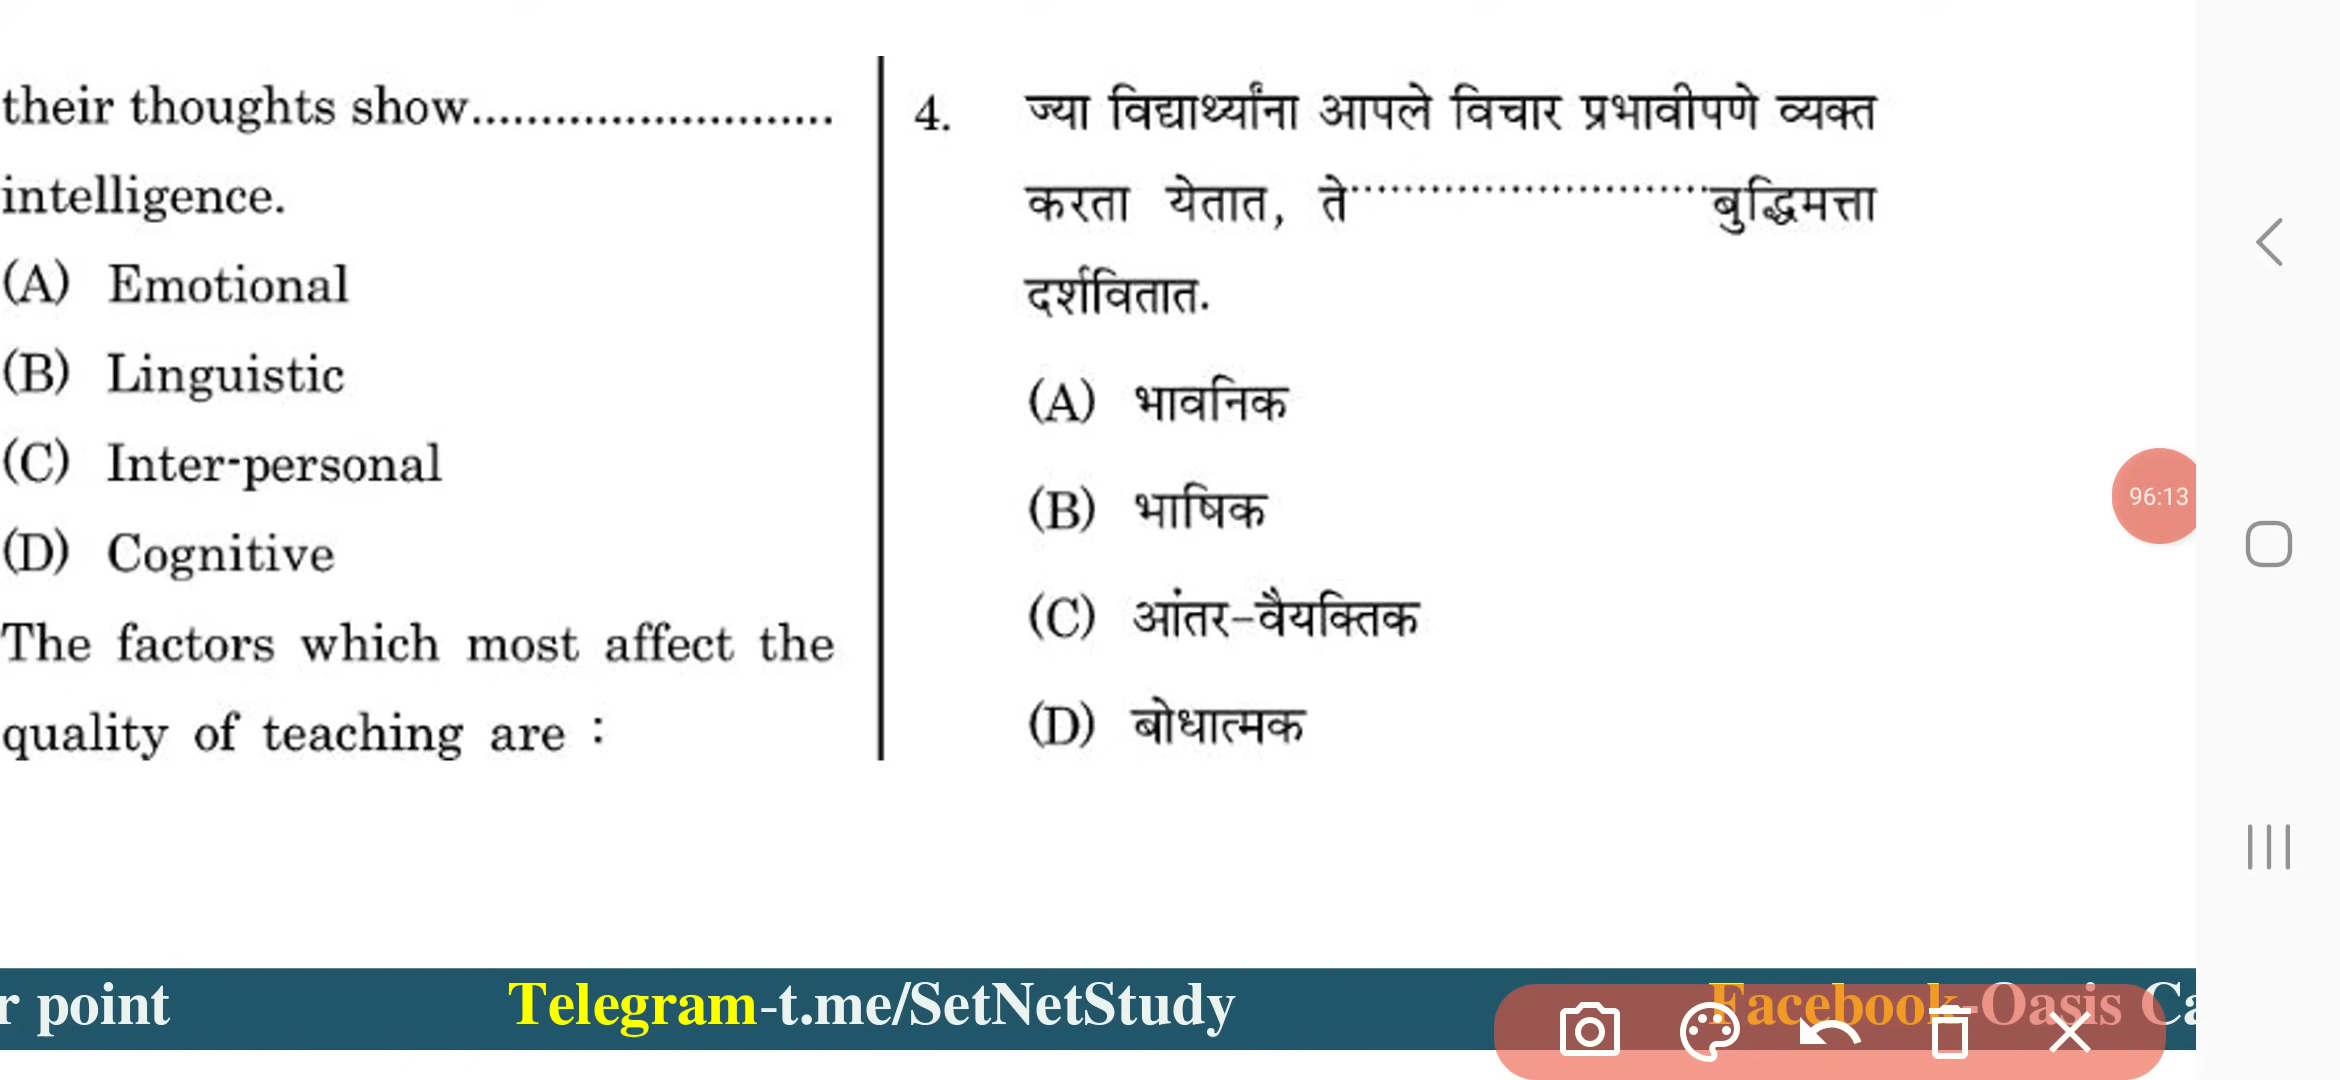 their thoughts show..........................
intelligence.
(A) Emotional
(B) Linguistic
(C) Inter-personal
(D) Cognitive
The factors which most affect the
quality of teaching are :
4. ज्या विद्यार्थ्यांना आपले विचार प्रभावीपणे व्यक्त
करता येतात, ते..........................बुद्धिमत्ता
दर्शवितात.
(A) भावनिक
(B) भाषिक
(C) आंतर-वैयक्तिक
(D) बोधात्मक
96:13
r point Telegram-t.me/SetNetStudy Facebook-Oasis Ca